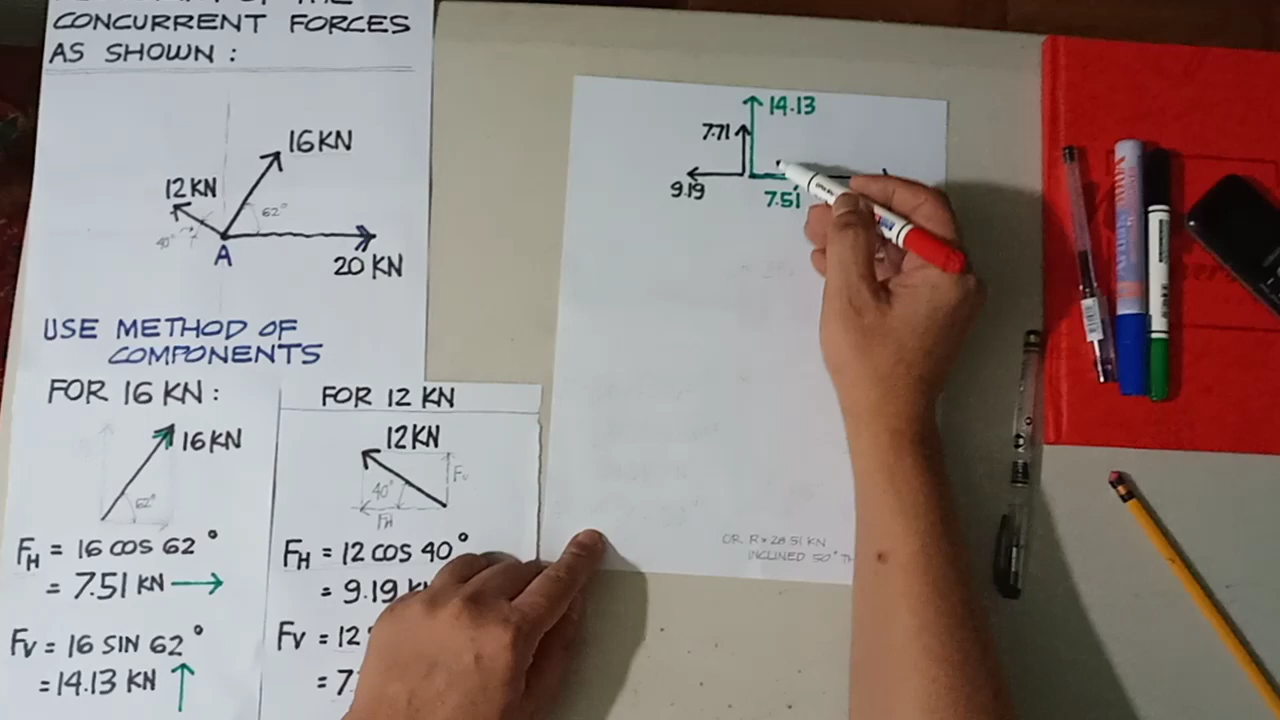 CONCURRENT FORCES
AS SHOWN :
16 KN
12 KN
62°
40°
A
20 KN
USE METHOD OF
COMPONENTS
FOR 16 KN :
16 KN
62°
FH = 16 COS 62°
= 7.51 KN →
FV = 16 SIN 62°
= 14.13 KN ↑
FOR 12 KN
12 KN
40°
FV
FH
FH = 12 COS 40°
= 9.19
FV = 12
= 7
14.13
7.71
9.19
7.51
OR R = 28.51 KN
INCLINED 50°